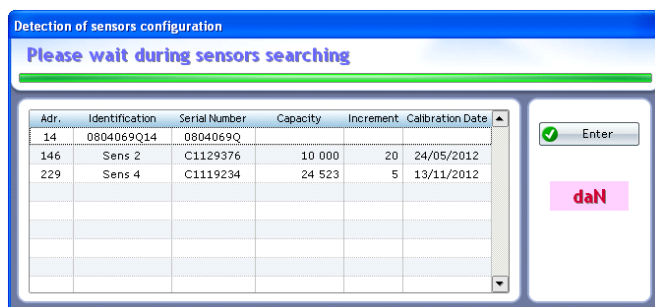 Detection of sensors configuration
Please wait during sensors searching
Adr. Identification Serial Number Capacity Increment Calibration Date
14 0804069Q14 0804069Q
146 Sens 2 C1129376 10 000 20 24/05/2012
229 Sens 4 C1119234 24 523 5 13/11/2012
Enter
daN